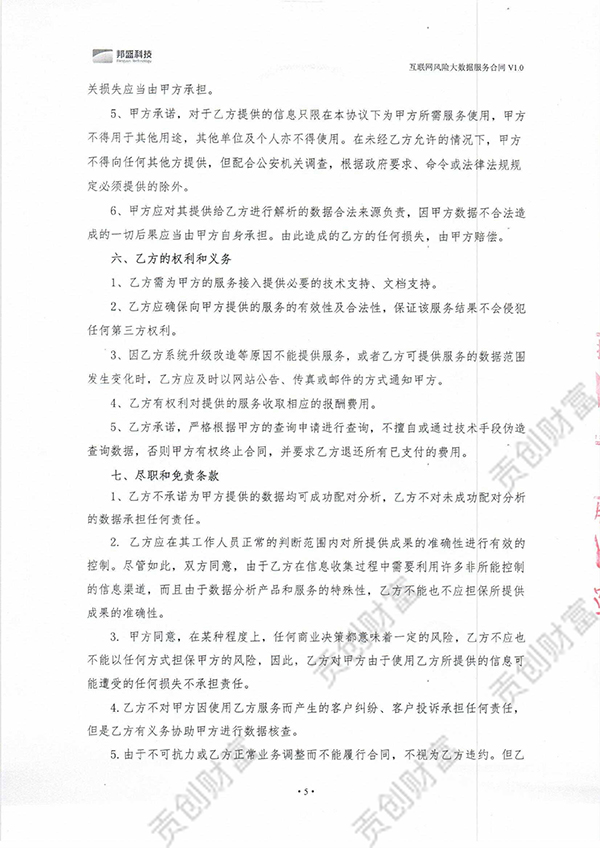 邦盛科技
互联网风险大数据服务合同 V1.0
关损失应当由甲方承担。
5、甲方承诺，对于乙方提供的信息只限在本协议下为甲方所需服务使用，甲方
不得用于其他用途，其他单位及个人亦不得使用。在未经乙方允许的情况下，甲方
不得向任何其他方提供，但配合公安机关调查，根据政府要求、命令或法律法规规
定必须提供的除外。
6、甲方应对其提供给乙方进行解析的数据合法来源负责，因甲方数据不合法造
成的一切后果应当由甲方自身承担。由此造成的乙方的任何损失，由甲方赔偿。
六、乙方的权利和义务
1、乙方需为甲方的服务接入提供必要的技术支持、文档支持。
2、乙方应确保向甲方提供的服务的有效性及合法性，保证该服务结果不会侵犯
任何第三方权利。
3、因乙方系统升级改造等原因不能提供服务，或者乙方可提供服务的数据范围
发生变化时，乙方应及时以网站公告、传真或邮件的方式通知甲方。
4、乙方有权利对提供的服务收取相应的报酬费用。
5、乙方承诺，严格根据甲方的查询申请进行查询，不擅自或通过技术手段伪造
查询数据，否则甲方有权终止合同，并要求乙方退还所有已支付的费用。
七、尽职和免责条款
1、乙方不承诺为甲方提供的数据均可成功配对分析，乙方不对未成功配对分析
的数据承担任何责任。
2. 乙方应在其工作人员正常的判断范围内对所提供成果的准确性进行有效的
控制。尽管如此，双方同意，由于乙方在信息收集过程中需要利用许多非所能控制
的信息渠道，而且由于数据分析产品和服务的特殊性，乙方不能也不应担保所提供
成果的准确性。
3. 甲方同意，在某种程度上，任何商业决策都意味着一定的风险，乙方不应也
不能以任何方式担保甲方的风险，因此，乙方对甲方由于使用乙方所提供的信息可
能遭受的任何损失不承担责任。
4.乙方不对甲方因使用乙方服务而产生的客户纠纷、客户投诉承担任何责任，
但是乙方有义务协助甲方进行数据核查。
5.由于不可抗力或乙方正常业务调整而不能履行合同，不视为乙方违约。但乙
• 5 •
贡创财富
贡创财富
贡创财富
贡创财富